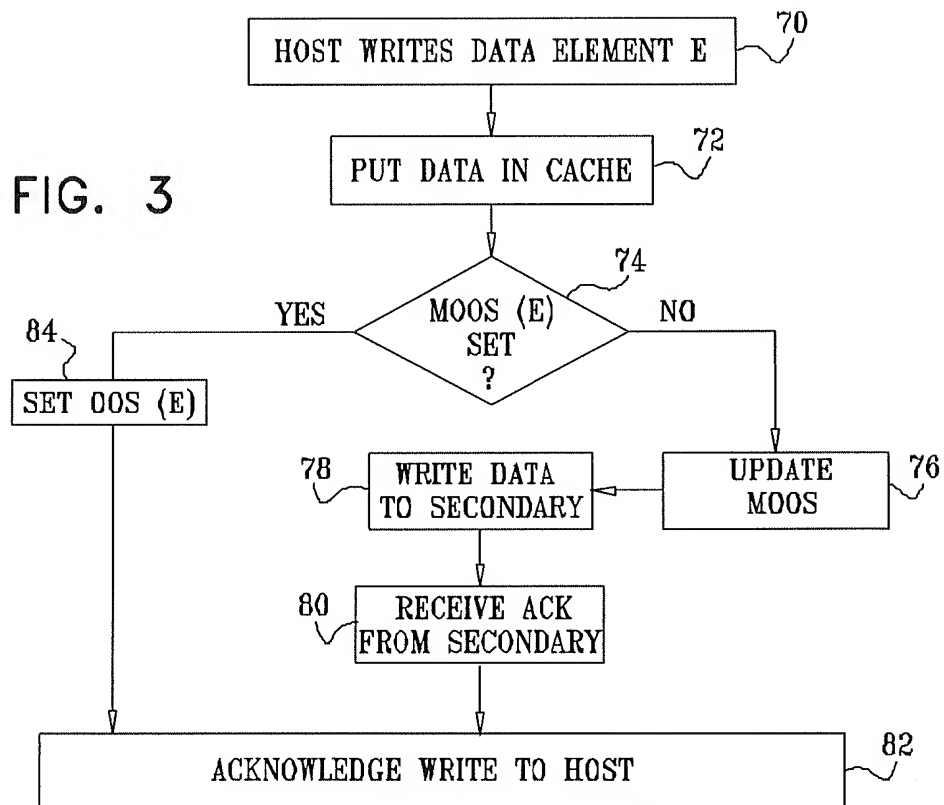 HOST WRITES DATA ELEMENT E
70
PUT DATA IN CACHE
72
FIG. 3
MOOS (E)
SET
?
74
YES
NO
84
SET OOS (E)
78
WRITE DATA
TO SECONDARY
UPDATE
MOOS
76
80
RECEIVE ACK
FROM SECONDARY
ACKNOWLEDGE WRITE TO HOST
82